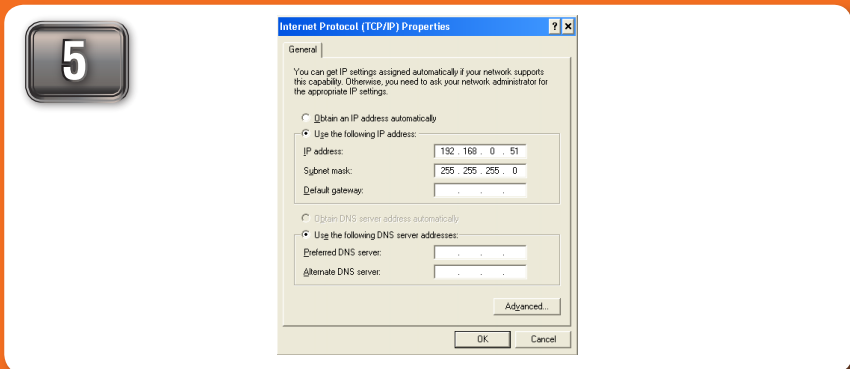 5
Internet Protocol (TCP/IP) Properties
General
You can get IP settings assigned automatically if your network supports
this capability. Otherwise, you need to ask your network administrator for
the appropriate IP settings.
Obtain an IP address automatically
Use the following IP address:
IP address: 192 . 168 . 0 . 51
Subnet mask: 255 . 255 . 255 . 0
Default gateway: . . .
Obtain DNS server address automatically
Use the following DNS server addresses:
Preferred DNS server: . . .
Alternate DNS server: . . .
Advanced...
OK Cancel